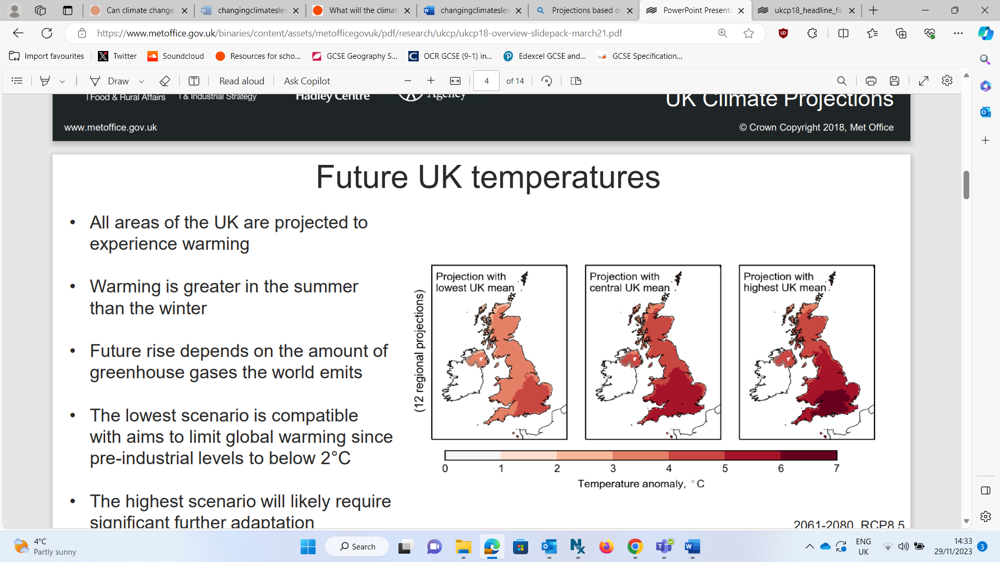 Can climate change
changingclimatesles
What will the climat
changingclimatesles
Projections based o
PowerPoint Presenta
ukcp18_headline_fin
https://www.metoffice.gov.uk/binaries/content/assets/metofficegovuk/pdf/research/ukcp/ukcp18-overview-slidepack-march21.pdf
Import favourites
Twitter
Soundcloud
Resources for scho...
GCSE Geography S...
OCR GCSE (9-1) in...
Edexcel GCSE and...
GCSE Specification...
Draw
Read aloud
Ask Copilot
4
of 14
Food & Rural Affairs
& Industrial Strategy
Hadley Centre
Agency
UK Climate Projections
www.metoffice.gov.uk
© Crown Copyright 2018, Met Office
Future UK temperatures
• All areas of the UK are projected to
experience warming
• Warming is greater in the summer
than the winter
• Future rise depends on the amount of
greenhouse gases the world emits
• The lowest scenario is compatible
with aims to limit global warming since
pre-industrial levels to below 2°C
• The highest scenario will likely require
significant further adaptation
(12 regional projections)
Projection with
lowest UK mean
Projection with
central UK mean
Projection with
highest UK mean
0 1 2 3 4 5 6 7
Temperature anomaly, °C
2061-2080 RCP8.5
4°C
Partly sunny
Search
ENG
UK
14:33
29/11/2023
3